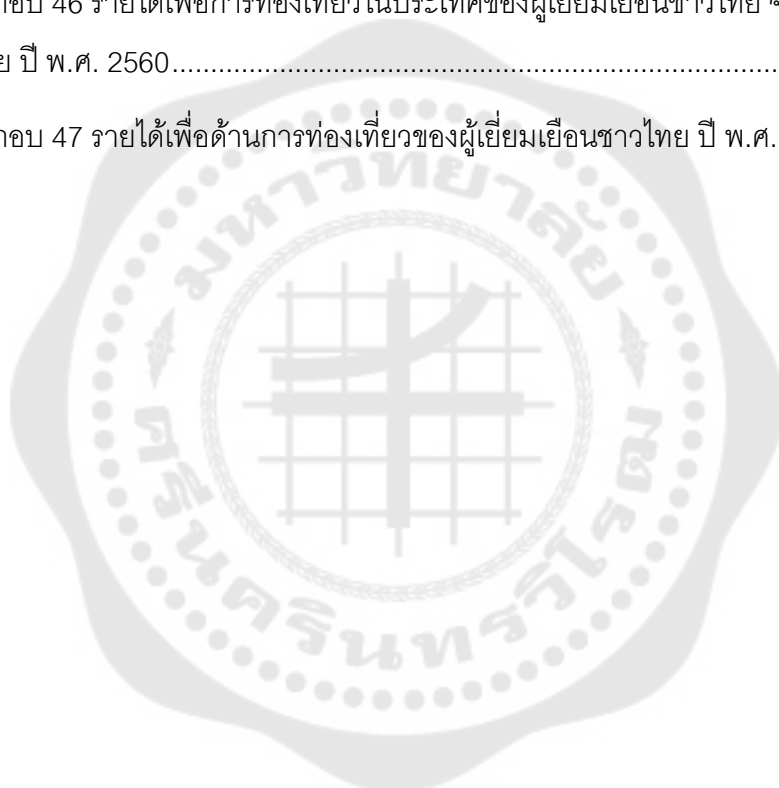 กอบ 46 รายได้เพื่อการท่องเที่ยวในประเทศของผู้เยี่ยมเยือนชาวไทย
ย ปี พ.ศ. 2560
กอบ 47 รายได้เพื่อด้านการท่องเที่ยวของผู้เยี่ยมเยือนชาวไทย ปี พ.ศ.
มหาวิทยาลัย
ศรีนครินทรวิโรฒ